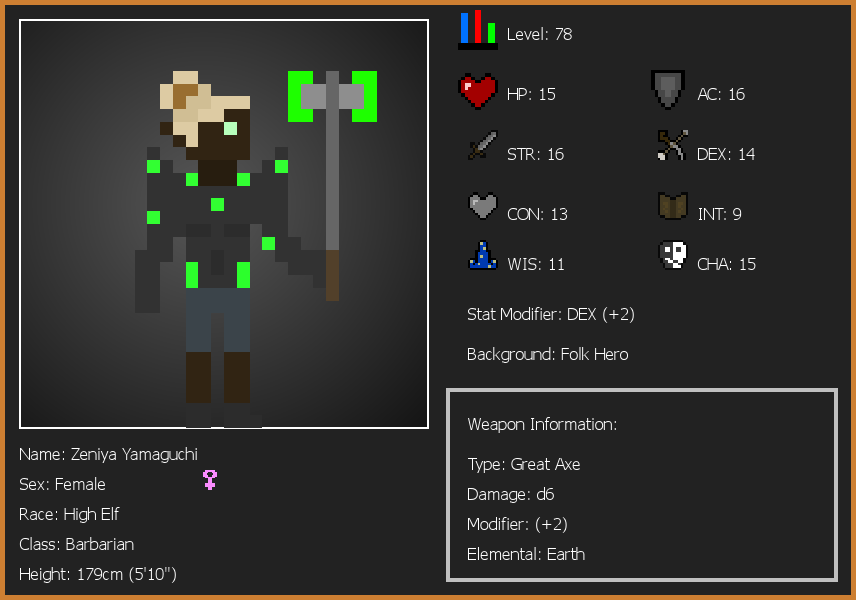 Level: 78
HP: 15
AC: 16
STR: 16
DEX: 14
CON: 13
INT: 9
WIS: 11
CHA: 15
Stat Modifier: DEX (+2)
Background: Folk Hero
Weapon Information:
Type: Great Axe
Damage: d6
Modifier: (+2)
Elemental: Earth
Name: Zeniya Yamaguchi
Sex: Female
Race: High Elf
Class: Barbarian
Height: 179cm (5'10")